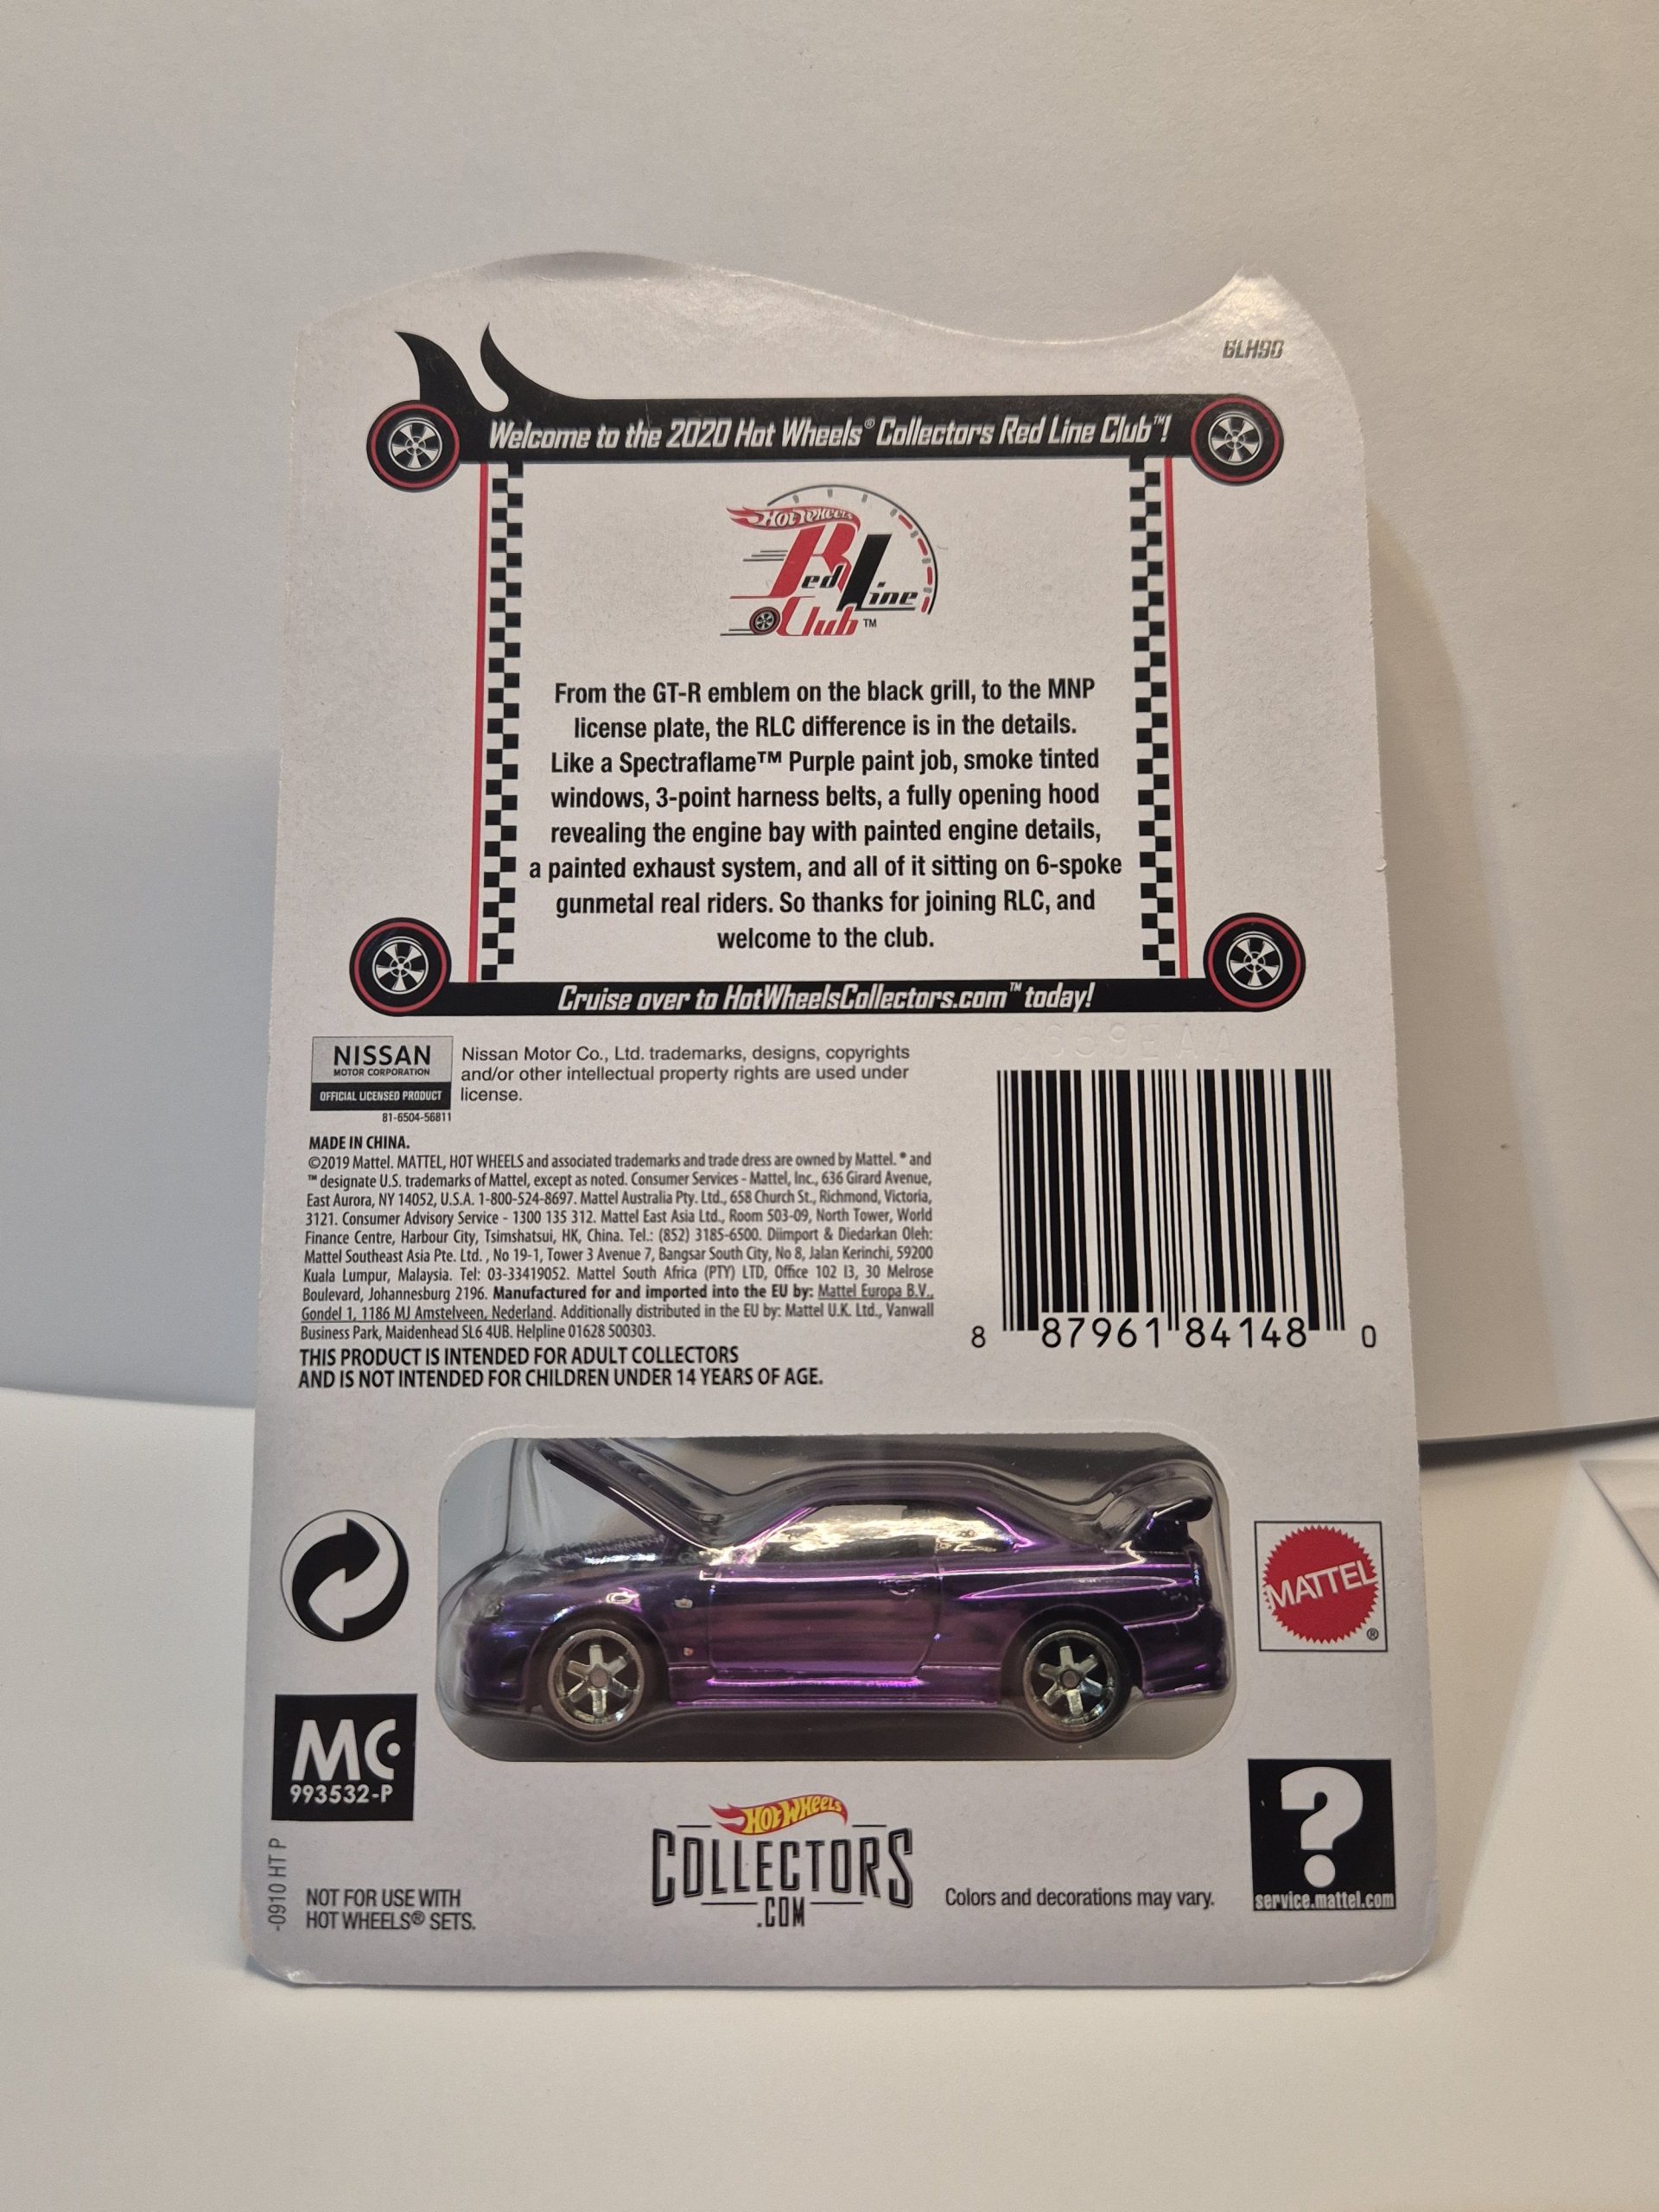 GLH90
Welcome to the 2020 Hot Wheels® Collectors Red Line Club™!
Hot Wheels
Red Line
Club™
From the GT-R emblem on the black grill, to the MNP
license plate, the RLC difference is in the details.
Like a Spectraflame™ Purple paint job, smoke tinted
windows, 3-point harness belts, a fully opening hood
revealing the engine bay with painted engine details,
a painted exhaust system, and all of it sitting on 6-spoke
gunmetal real riders. So thanks for joining RLC, and
welcome to the club.
Cruise over to HotWheelsCollectors.com™ today!
NISSAN
MOTOR CORPORATION
OFFICIAL LICENSED PRODUCT
81-6504-56811
Nissan Motor Co., Ltd. trademarks, designs, copyrights
and/or other intellectual property rights are used under
license.
MADE IN CHINA.
©2019 Mattel. MATTEL, HOT WHEELS and associated trademarks and trade dress are owned by Mattel. ® and
™ designate U.S. trademarks of Mattel, except as noted. Consumer Services - Mattel, Inc., 636 Girard Avenue,
East Aurora, NY 14052, U.S.A. 1-800-524-8697. Mattel Australia Pty. Ltd., 658 Church St., Richmond, Victoria,
3121. Consumer Advisory Service - 1300 135 312. Mattel East Asia Ltd., Room 503-09, North Tower, World
Finance Centre, Harbour City, Tsimshatsui, HK, China. Tel.: (852) 3185-6500. Diimport & Diedarkan Oleh:
Mattel Southeast Asia Pte. Ltd. , No 19-1, Tower 3 Avenue 7, Bangsar South City, No 8, Jalan Kerinchi, 59200
Kuala Lumpur, Malaysia. Tel: 03-33419052. Mattel South Africa (PTY) LTD, Office 102 I3, 30 Melrose
Boulevard, Johannesburg 2196. Manufactured for and imported into the EU by: Mattel Europa B.V.,
Gondel 1, 1186 MJ Amstelveen, Nederland. Additionally distributed in the EU by: Mattel U.K. Ltd., Vanwall
Business Park, Maidenhead SL6 4UB. Helpline 01628 500303.
THIS PRODUCT IS INTENDED FOR ADULT COLLECTORS
AND IS NOT INTENDED FOR CHILDREN UNDER 14 YEARS OF AGE.
8 87961 84148 0
MATTEL
®
MC
993532-P
-0910 HT P
NOT FOR USE WITH
HOT WHEELS® SETS.
Hot Wheels
COLLECTORS
.COM
Colors and decorations may vary.
?
service.mattel.com